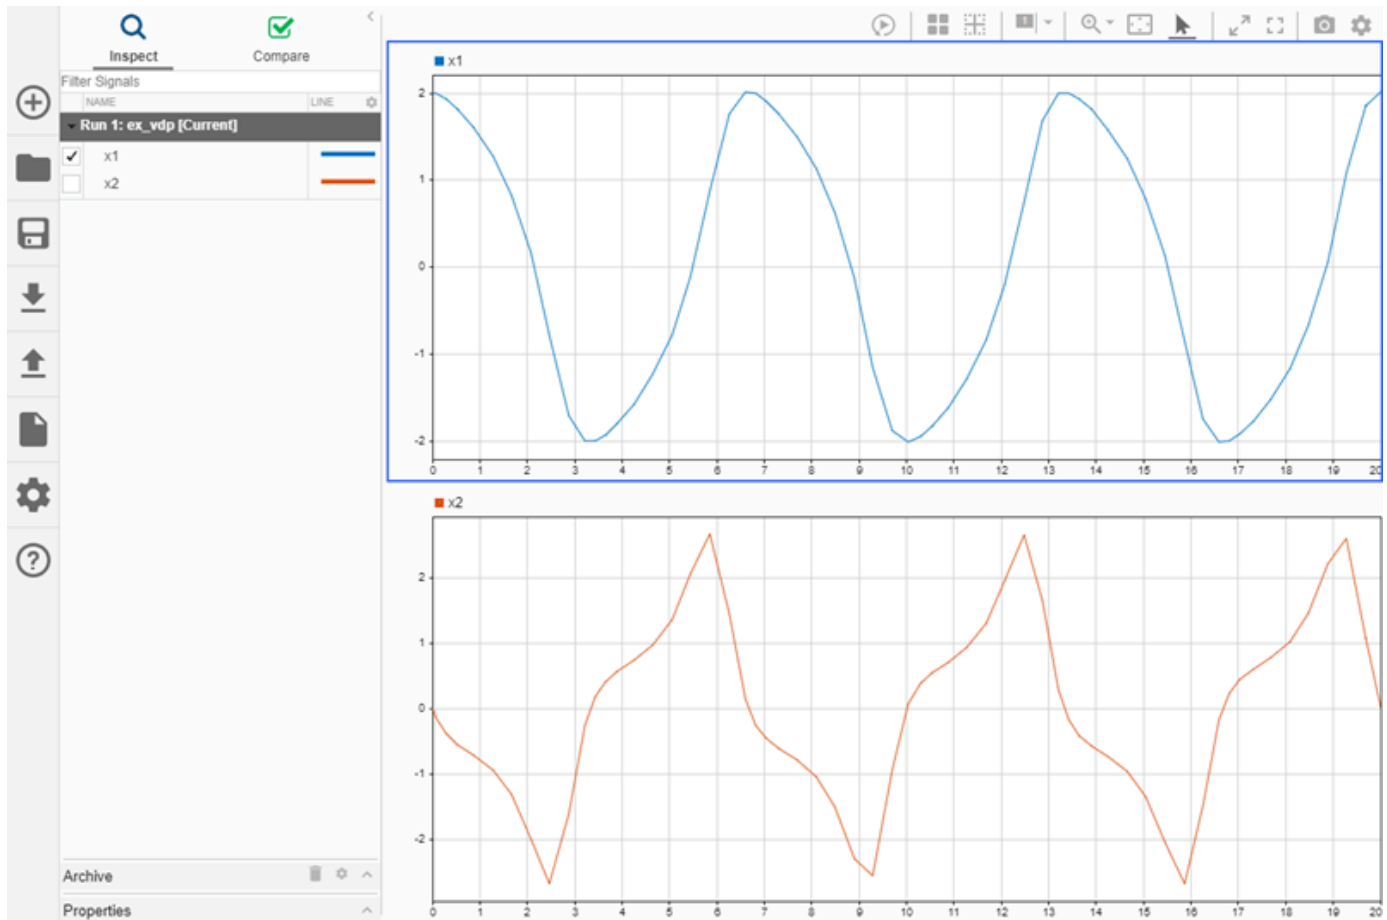 Inspect Compare
Filter Signals
NAME LINE
Run 1: ex_vdp [Current]
x1
x2
Archive
Properties
1
x1
2
1
0
-1
-2
0 1 2 3 4 5 6 7 8 9 10 11 12 13 14 15 16 17 18 19 20
x2
2
1
0
-1
-2
0 1 2 3 4 5 6 7 8 9 10 11 12 13 14 15 16 17 18 19 20